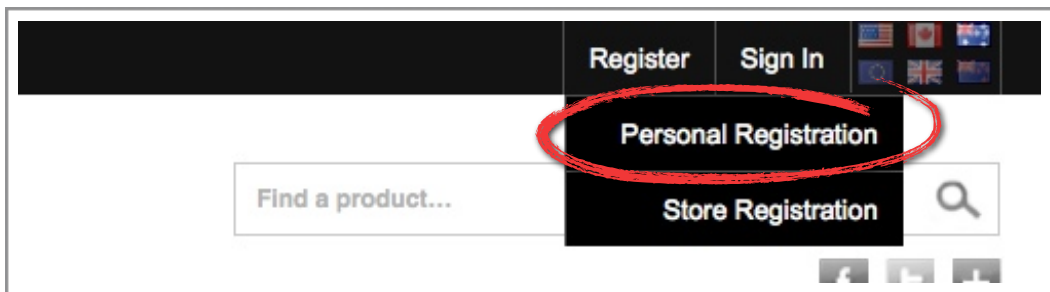 Register Sign In
Personal Registration
Find a product...
Store Registration